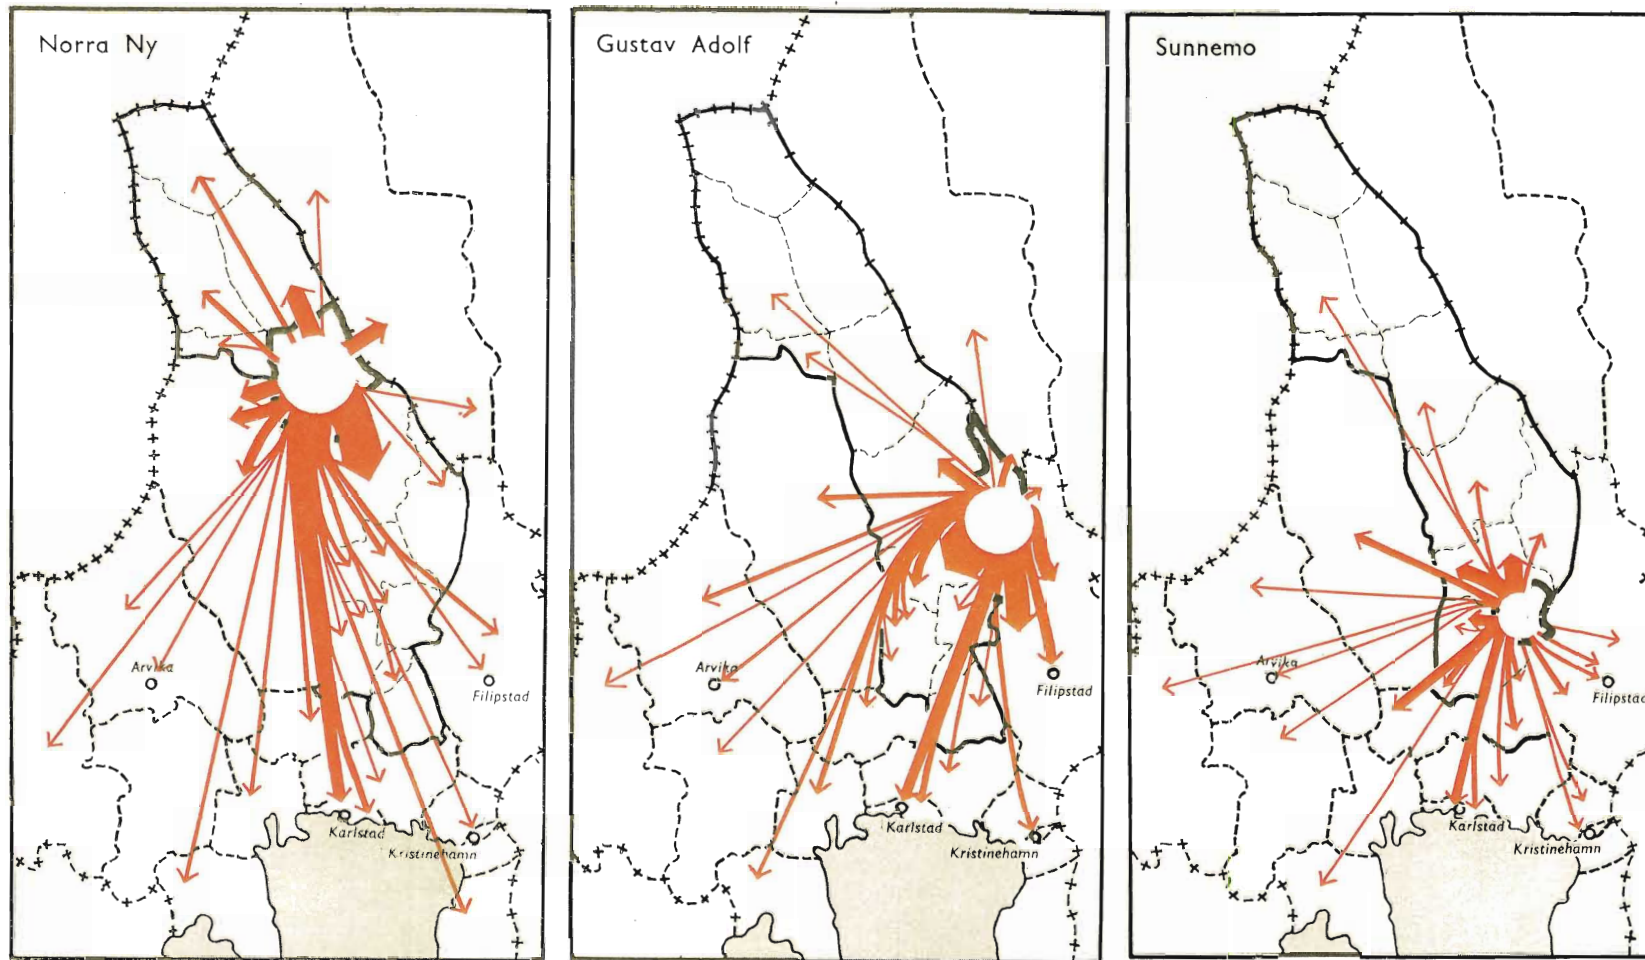 Norra Ny
Arvika
Filipstad
Karlstad
Kristinehamn
Gustav Adolf
Arvika
Filipstad
Karlstad
Kristinehamn
Sunnemo
Arvika
Filipstad
Karlstad
Kristinehamn